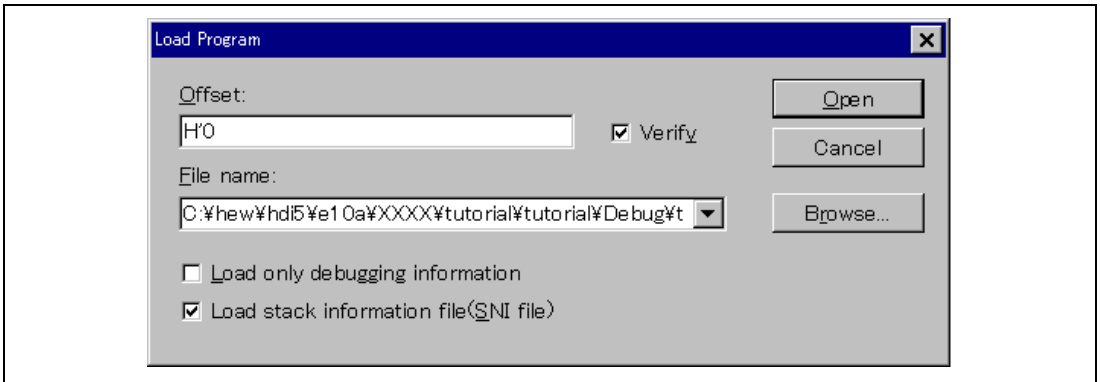 Load Program
Offset:
H'0
Verify
Open
Cancel
File name:
C:¥hew¥hdi5¥e10a¥XXXX¥tutorial¥tutorial¥Debug¥t
Browse...
Load only debugging information
Load stack information file(SNI file)